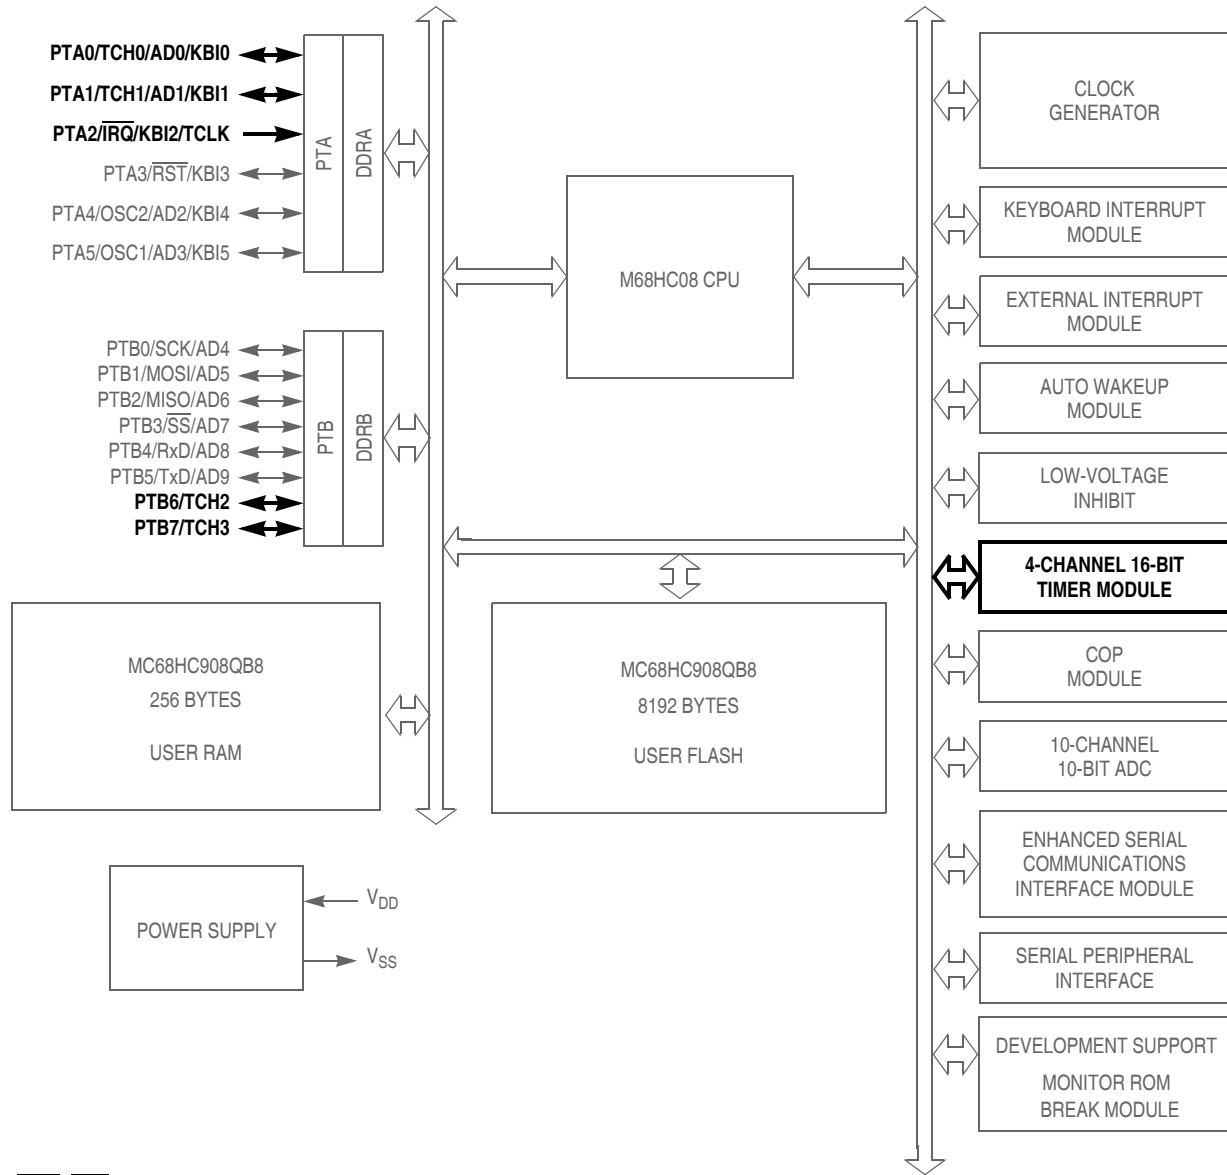 PTA0/TCH0/AD0/KBI0
PTA1/TCH1/AD1/KBI1
PTA2/IRQ/KBI2/TCLK
PTA3/RST/KBI3
PTA4/OSC2/AD2/KBI4
PTA5/OSC1/AD3/KBI5
PTA
DDRA
PTB0/SCK/AD4
PTB1/MOSI/AD5
PTB2/MISO/AD6
PTB3/SS/AD7
PTB4/RxD/AD8
PTB5/TxD/AD9
PTB6/TCH2
PTB7/TCH3
PTB
DDRB
M68HC08 CPU
MC68HC908QB8
256 BYTES
USER RAM
MC68HC908QB8
8192 BYTES
USER FLASH
POWER SUPPLY
VDD
VSS
CLOCK
GENERATOR
KEYBOARD INTERRUPT
MODULE
EXTERNAL INTERRUPT
MODULE
AUTO WAKEUP
MODULE
LOW-VOLTAGE
INHIBIT
4-CHANNEL 16-BIT
TIMER MODULE
COP
MODULE
10-CHANNEL
10-BIT ADC
ENHANCED SERIAL
COMMUNICATIONS
INTERFACE MODULE
SERIAL PERIPHERAL
INTERFACE
DEVELOPMENT SUPPORT
MONITOR ROM
BREAK MODULE